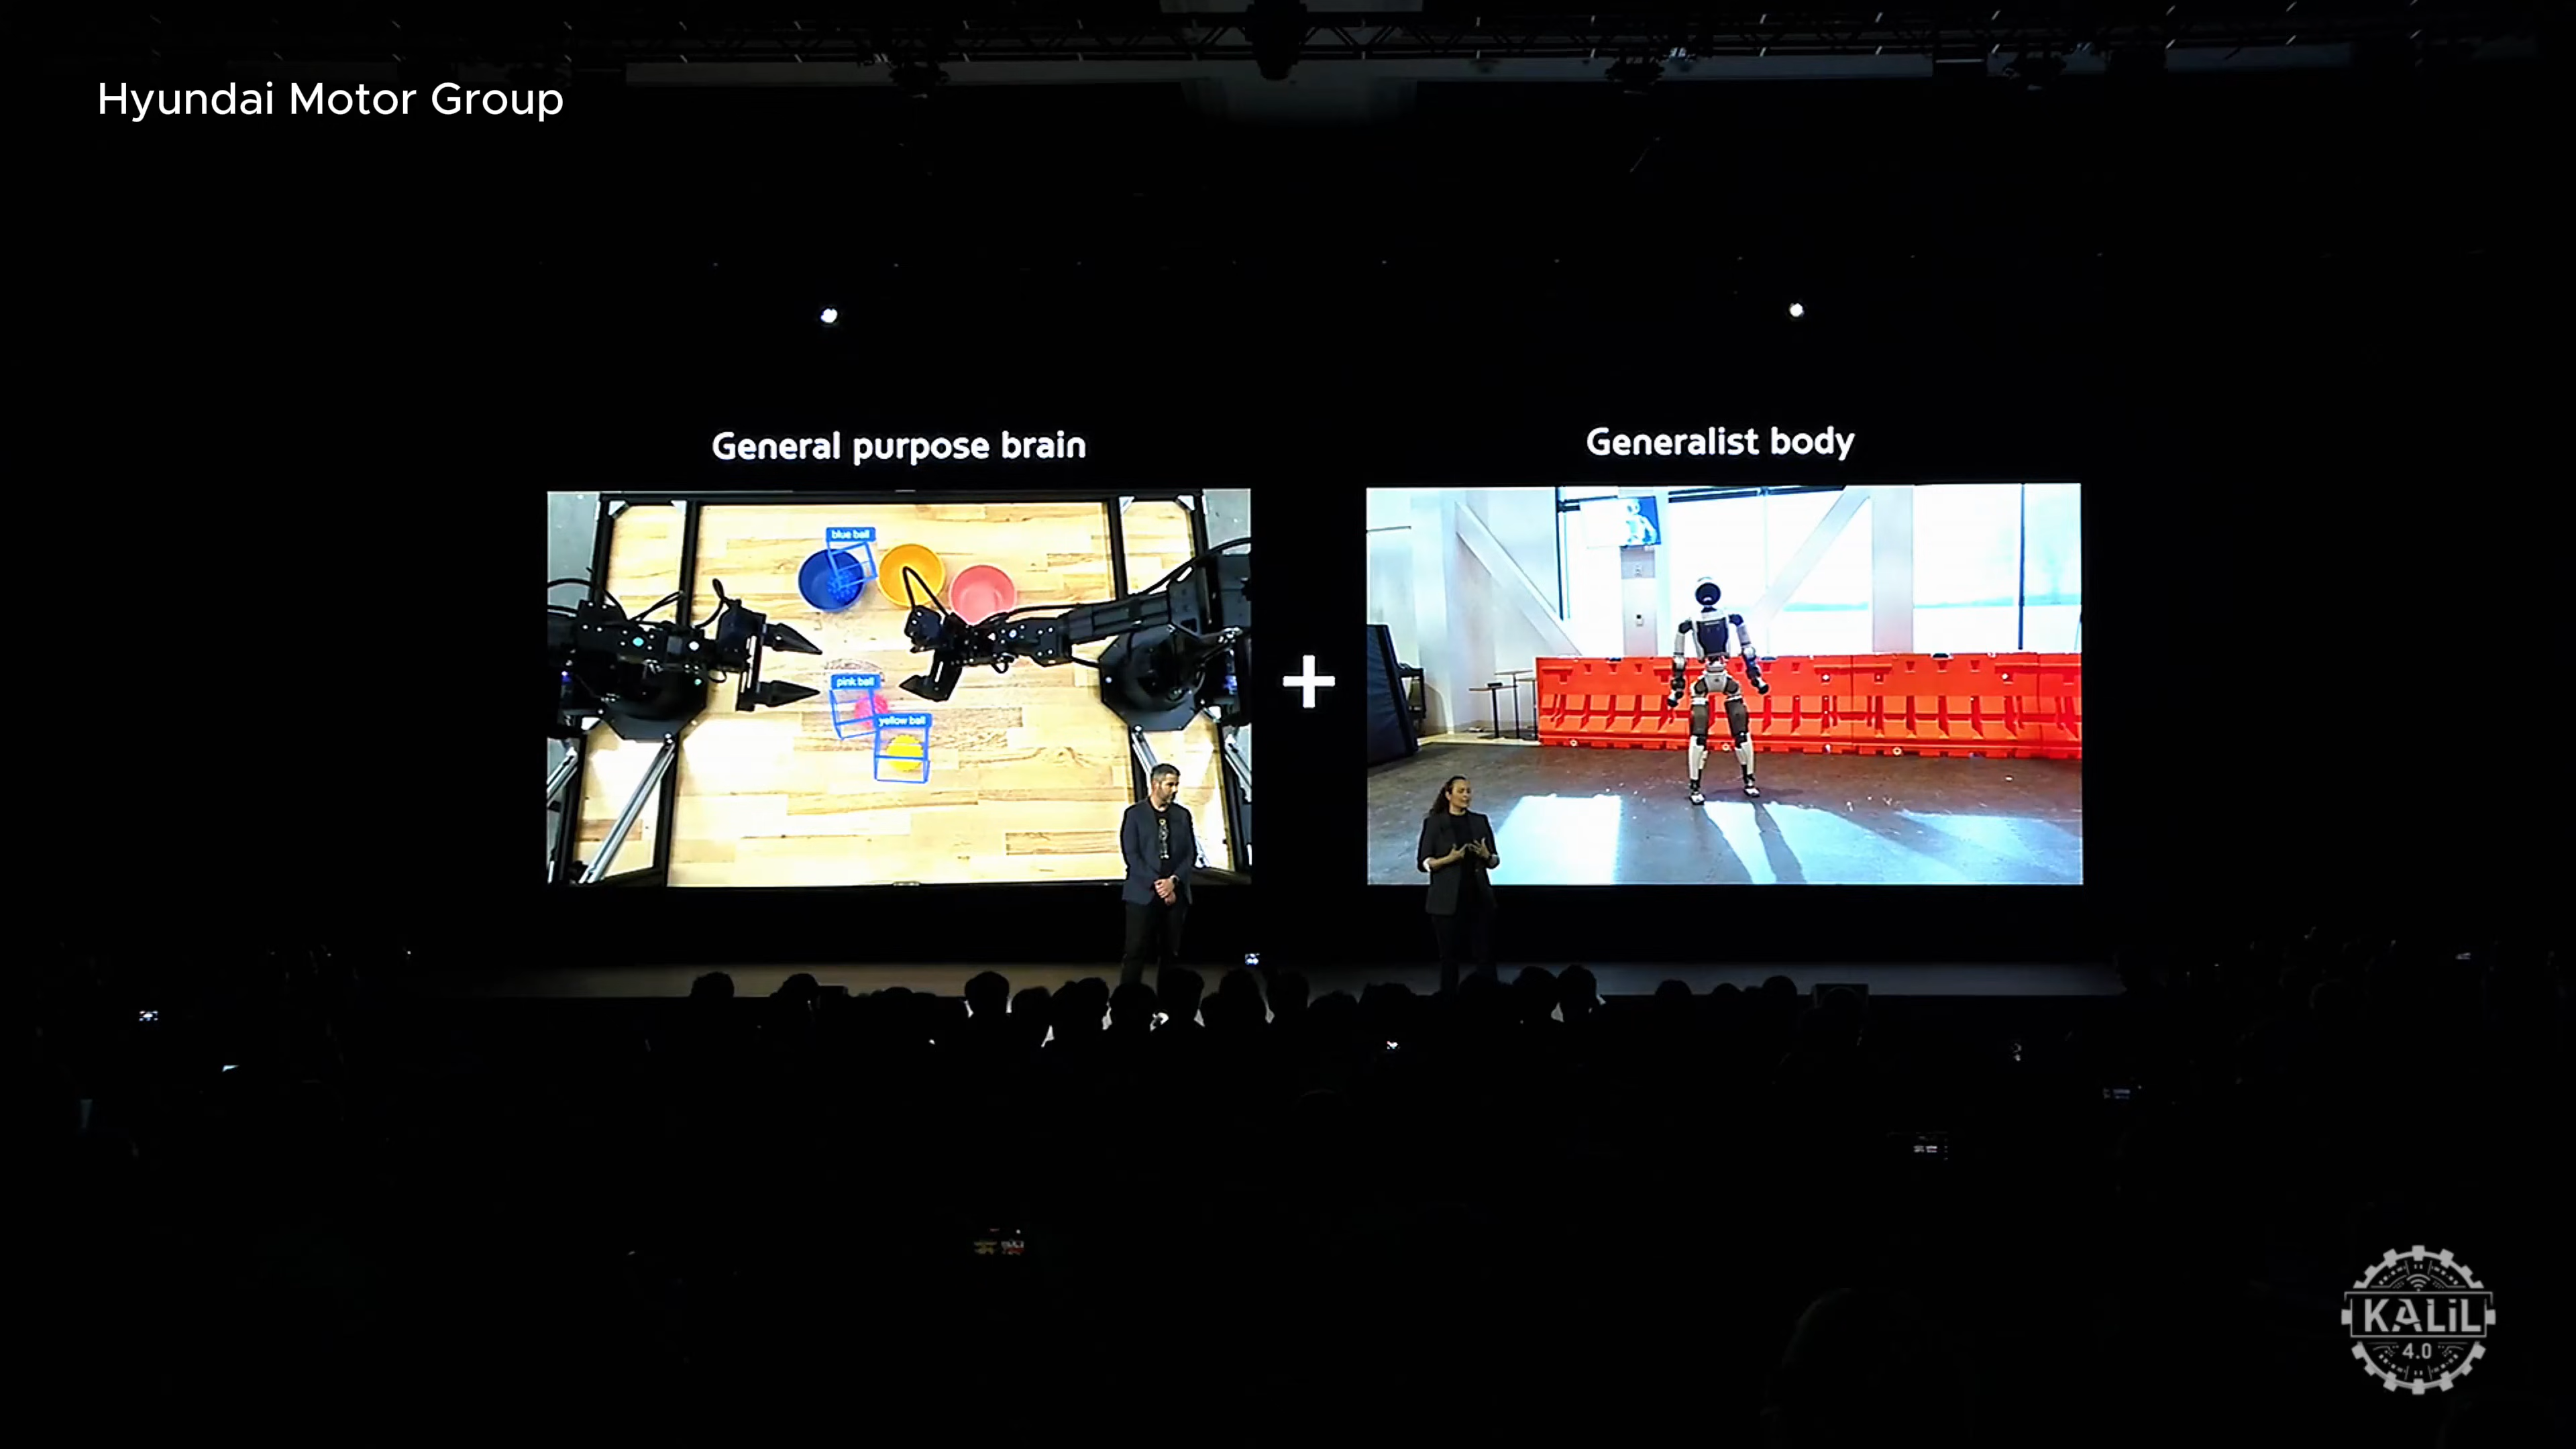 Hyundai Motor Group
General purpose brain
Generalist body
blue ball
pink ball
yellow ball
+
KALiL
4.0